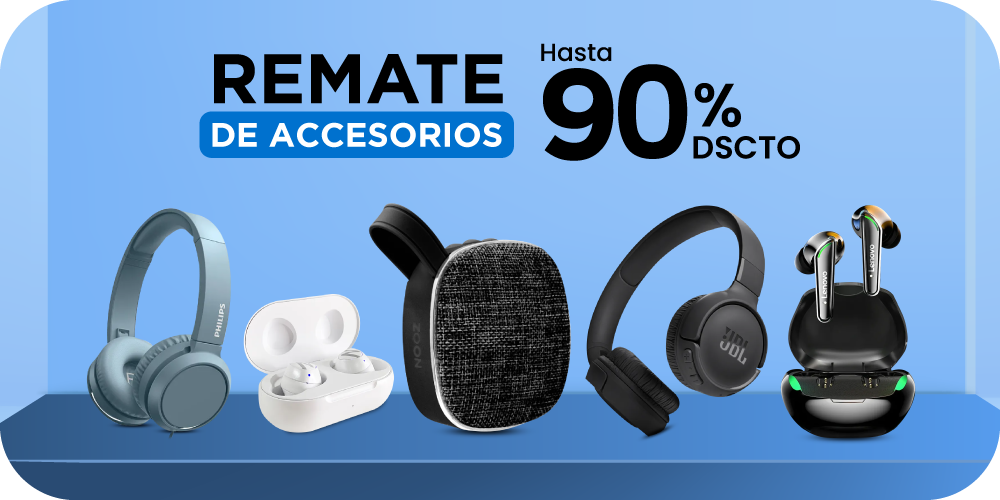 REMATE
DE ACCESORIOS
Hasta
90%
DSCTO
PHILIPS
NOOZ
JBL
Lenovo
Lenovo